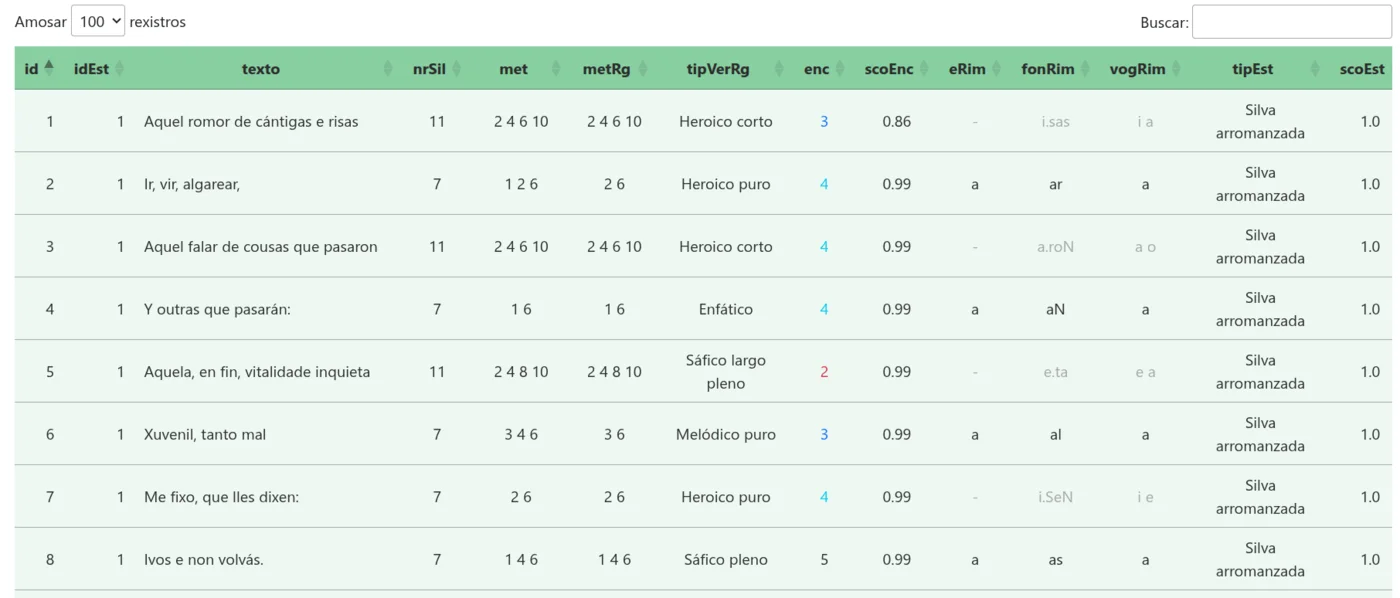 Amosar 100 rexistros Buscar:
id idEst texto nrSil met metRg tipVerRg enc scoEnc eRim fonRim vogRim tipEst scoEst
1 1 Aquel romor de cántigas e risas 11 2 4 6 10 2 4 6 10 Heroico corto 3 0.86 - i.sas i a Silva arromanzada 1.0
2 1 Ir, vir, algarear, 7 1 2 6 2 6 Heroico puro 4 0.99 a ar a Silva arromanzada 1.0
3 1 Aquel falar de cousas que pasaron 11 2 4 6 10 2 4 6 10 Heroico corto 4 0.99 - a.roN a o Silva arromanzada 1.0
4 1 Y outras que pasarán: 7 1 6 1 6 Enfático 4 0.99 a aN a Silva arromanzada 1.0
5 1 Aquela, en fin, vitalidade inquieta 11 2 4 8 10 2 4 8 10 Sáfico largo pleno 2 0.99 - e.ta e a Silva arromanzada 1.0
6 1 Xuvenil, tanto mal 7 3 4 6 3 6 Melódico puro 3 0.99 a al a Silva arromanzada 1.0
7 1 Me fixo, que lles dixen: 7 2 6 2 6 Heroico puro 4 0.99 - i.SeN i e Silva arromanzada 1.0
8 1 Ivos e non volvás. 7 1 4 6 1 4 6 Sáfico pleno 5 0.99 a as a Silva arromanzada 1.0